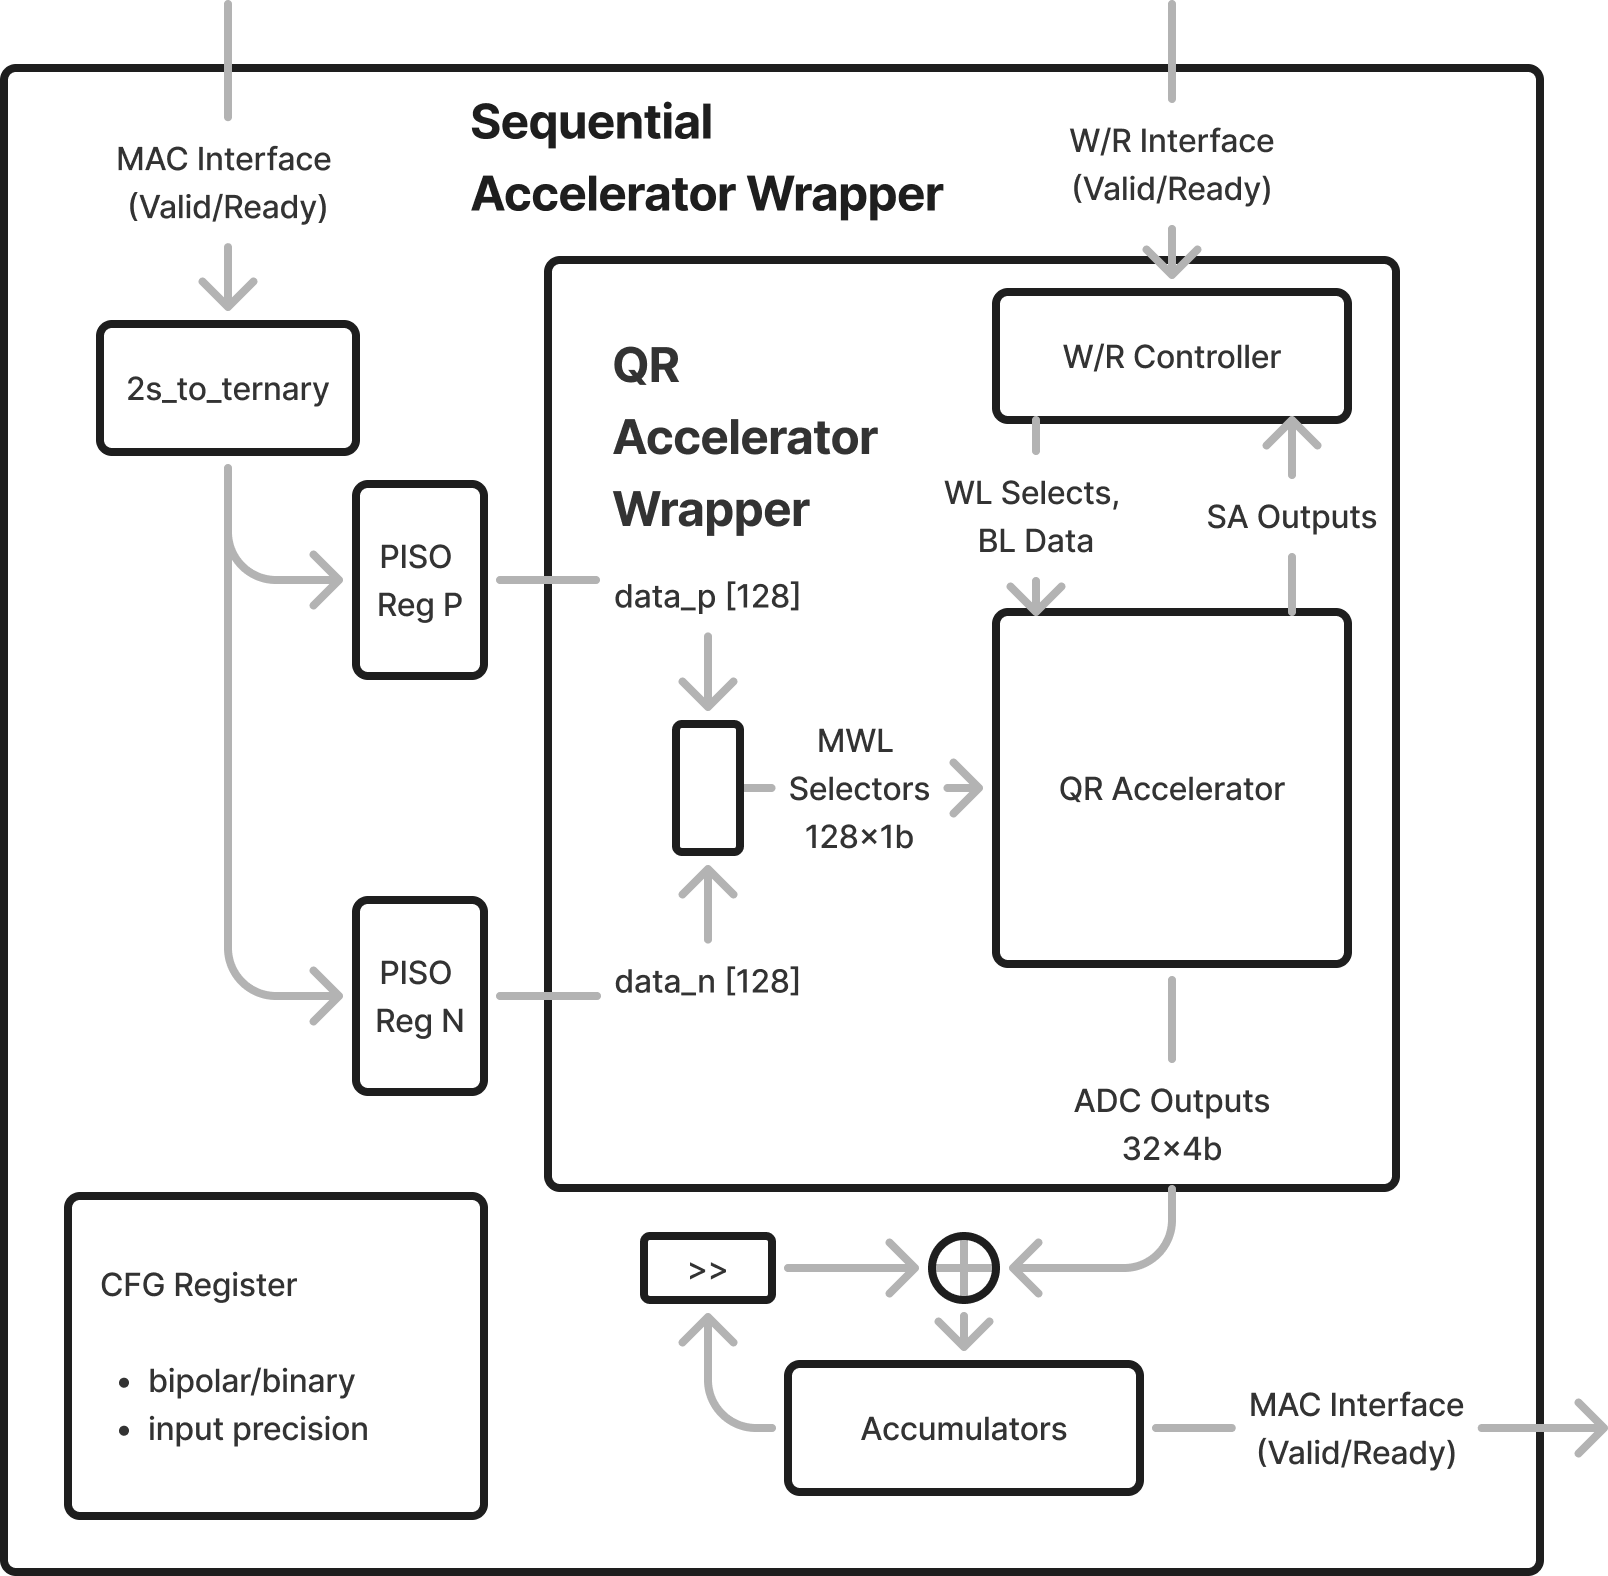 Sequential
Accelerator Wrapper
MAC Interface
(Valid/Ready)
W/R Interface
(Valid/Ready)
2s_to_ternary
QR
Accelerator
Wrapper
W/R Controller
WL Selects,
BL Data
SA Outputs
PISO
Reg P
data_p [128]
MWL
Selectors
128×1b
QR Accelerator
PISO
Reg N
data_n [128]
ADC Outputs
32×4b
CFG Register
• bipolar/binary
• input precision
>>
Accumulators
MAC Interface
(Valid/Ready)